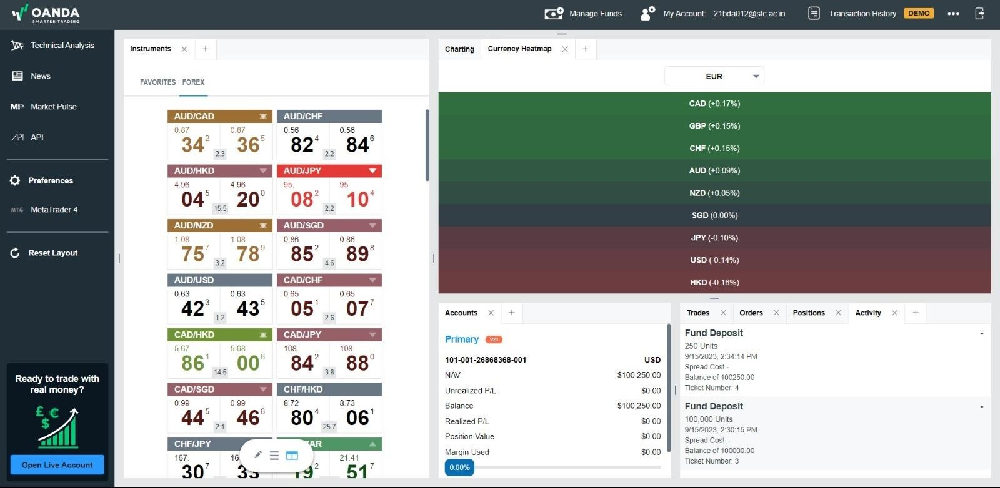 OANDA
SMARTER TRADING
Manage Funds
My Account: 21bda012@stc.ac.in
Transaction History
DEMO
Technical Analysis
News
MP Market Pulse
API API
Preferences
MT4 MetaTrader 4
Reset Layout
Ready to trade with
real money?
£ €
$
Open Live Account
Instruments
FAVORITES FOREX
AUD/CAD
0.87 0.87
34 2 36 5
2.3
AUD/CHF
0.56 0.56
82 4 84 6
2.2
AUD/HKD
4.96 4.96
04 5 20 0
15.5
AUD/JPY
95. 95.
08 2 10 4
2.2
AUD/NZD
1.08 1.08
75 7 78 9
3.2
AUD/SGD
0.86 0.86
85 2 89 8
4.6
AUD/USD
0.63 0.63
42 3 43 5
1.2
CAD/CHF
0.65 0.65
05 1 07 7
2.6
CAD/HKD
5.67 5.68
86 1 00 6
14.5
CAD/JPY
108. 108.
84 2 88 0
3.8
CAD/SGD
0.99 0.99
44 5 46 6
2.1
CHF/HKD
8.72 8.73
80 4 06 1
25.7
CHF/JPY
167.
30 7 33
ZAR
21.41
19 2 51 7
Charting
Currency Heatmap
EUR
CAD (+0.17%)
GBP (+0.15%)
CHF (+0.15%)
AUD (+0.09%)
NZD (+0.05%)
SGD (0.00%)
JPY (-0.10%)
USD (-0.14%)
HKD (-0.16%)
Accounts
Primary V20
101-001-26868368-001 USD
NAV $100,250.00
Unrealized P/L $0.00
Balance $100,250.00
Realized P/L $0.00
Position Value $0.00
Margin Used $0.00
0.00%
Trades
Orders
Positions
Activity
Fund Deposit -
250 Units
9/15/2023, 2:34:14 PM
Spread Cost -
Balance of 100250.00
Ticket Number: 4
Fund Deposit -
100,000 Units
9/15/2023, 2:30:15 PM
Spread Cost -
Balance of 100000.00
Ticket Number: 3